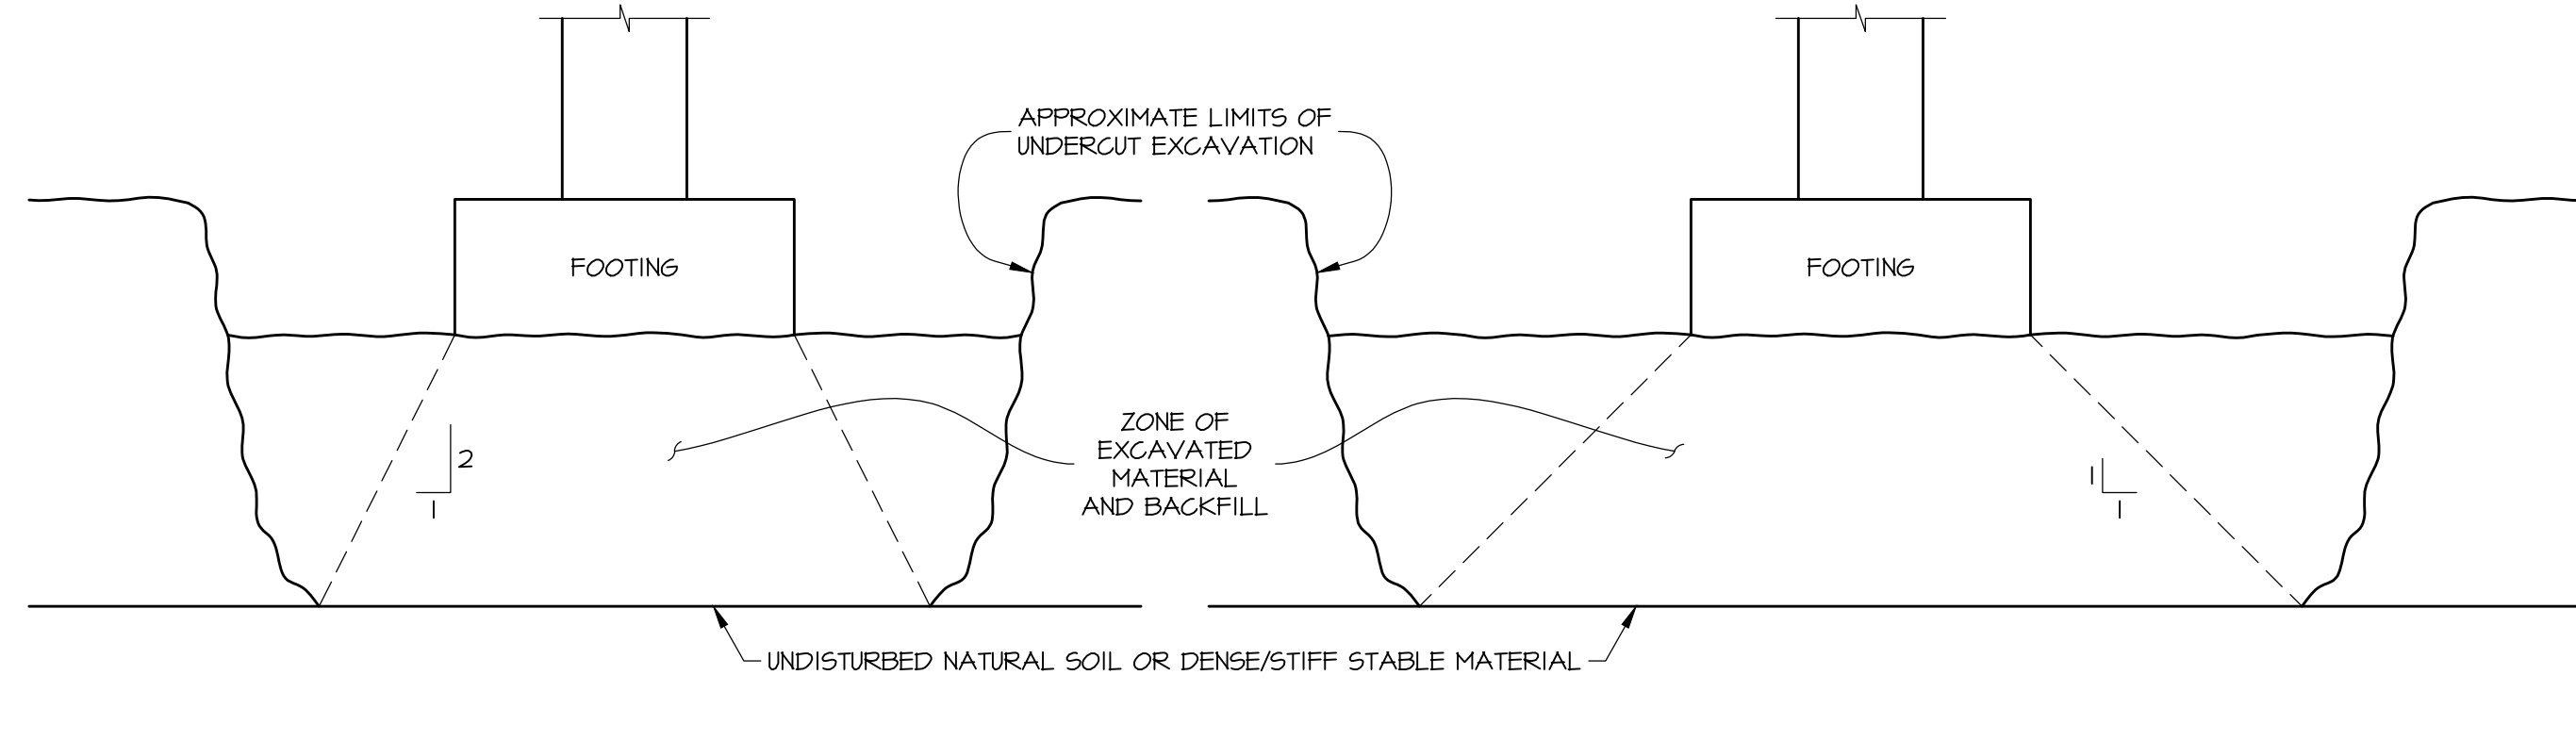 APPROXIMATE LIMITS OF
UNDERCUT EXCAVATION
FOOTING
FOOTING
ZONE OF
EXCAVATED
MATERIAL
AND BACKFILL
2
1
1
1
UNDISTURBED NATURAL SOIL OR DENSE/STIFF STABLE MATERIAL